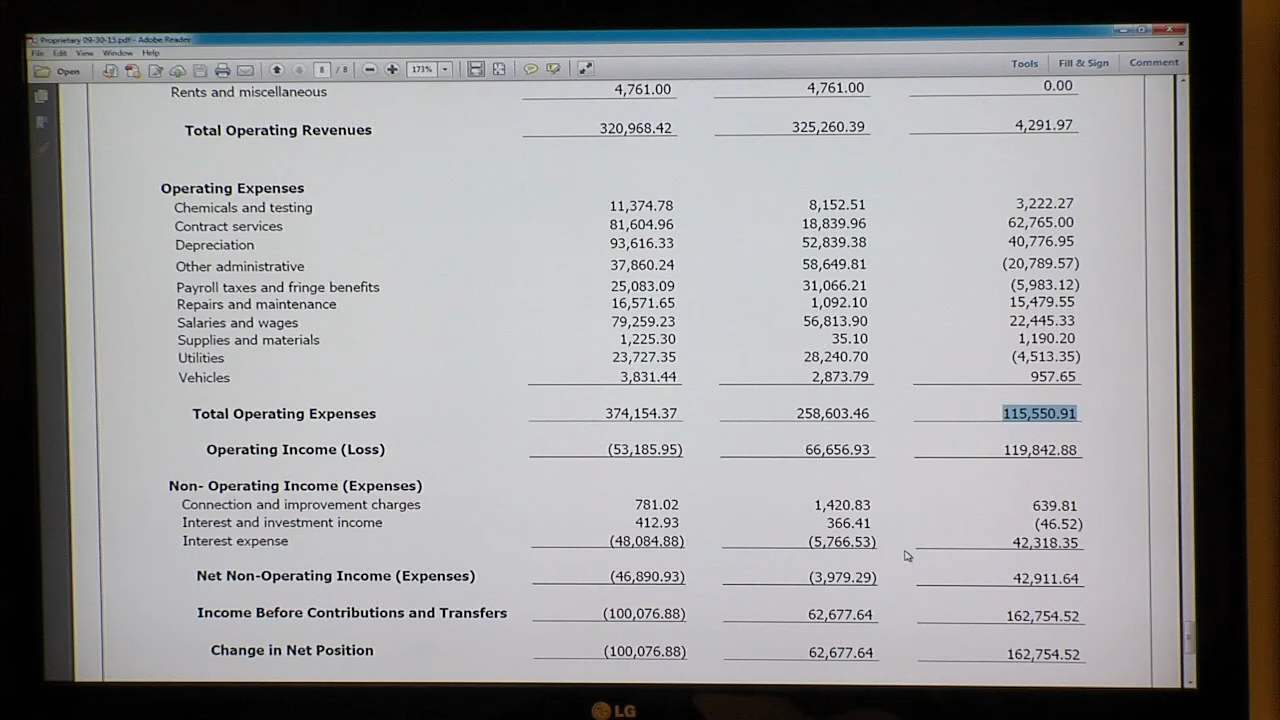 Proprietary 09-30-15.pdf - Adobe Reader
File Edit View Window Help
Open 8 / 8 173% Tools Fill & Sign Comment
Rents and miscellaneous 4,761.00 4,761.00 0.00
Total Operating Revenues 320,968.42 325,260.39 4,291.97
Operating Expenses
Chemicals and testing 11,374.78 8,152.51 3,222.27
Contract services 81,604.96 18,839.96 62,765.00
Depreciation 93,616.33 52,839.38 40,776.95
Other administrative 37,860.24 58,649.81 (20,789.57)
Payroll taxes and fringe benefits 25,083.09 31,066.21 (5,983.12)
Repairs and maintenance 16,571.65 1,092.10 15,479.55
Salaries and wages 79,259.23 56,813.90 22,445.33
Supplies and materials 1,225.30 35.10 1,190.20
Utilities 23,727.35 28,240.70 (4,513.35)
Vehicles 3,831.44 2,873.79 957.65
Total Operating Expenses 374,154.37 258,603.46 115,550.91
Operating Income (Loss) (53,185.95) 66,656.93 119,842.88
Non- Operating Income (Expenses)
Connection and improvement charges 781.02 1,420.83 639.81
Interest and investment income 412.93 366.41 (46.52)
Interest expense (48,084.88) (5,766.53) 42,318.35
Net Non-Operating Income (Expenses) (46,890.93) (3,979.29) 42,911.64
Income Before Contributions and Transfers (100,076.88) 62,677.64 162,754.52
Change in Net Position (100,076.88) 62,677.64 162,754.52
LG